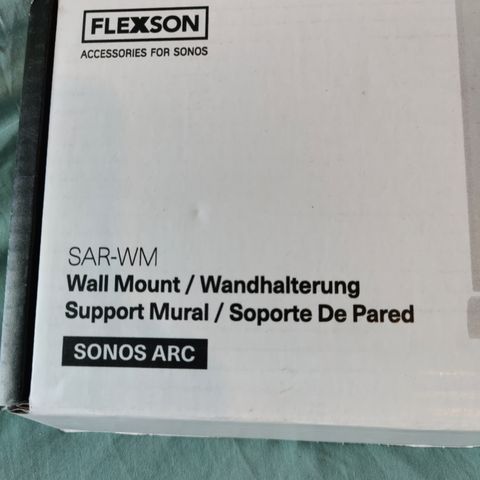 FLEXSON
ACCESSORIES FOR SONOS
SAR-WM
Wall Mount / Wandhalterung
Support Mural / Soporte De Pared
SONOS ARC